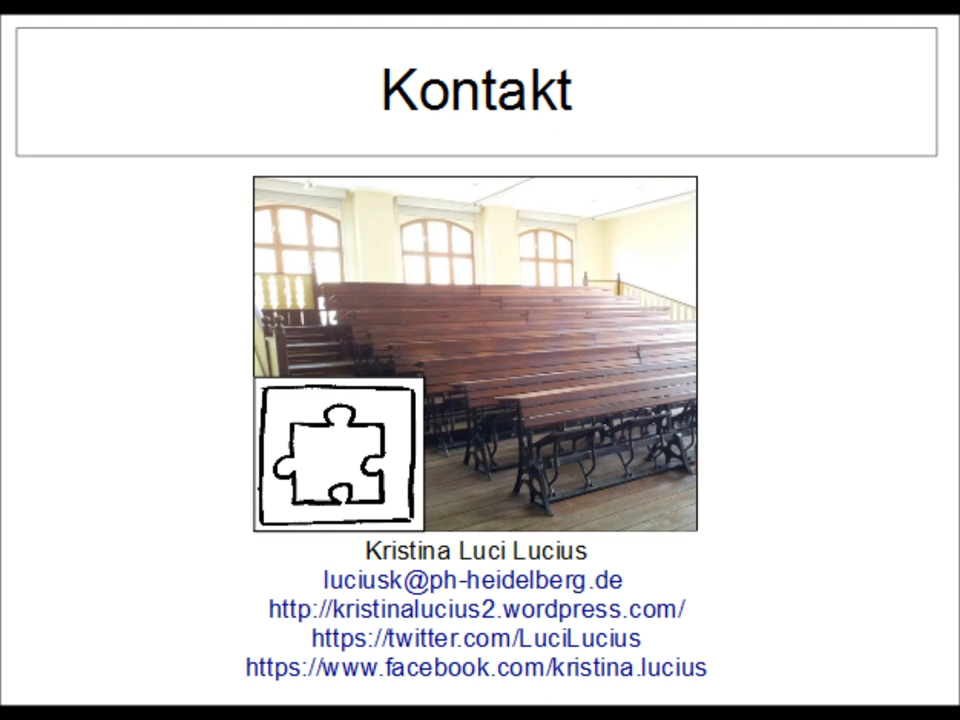 Kontakt
Kristina Luci Lucius
luciusk@ph-heidelberg.de
http://kristinalucius2.wordpress.com/
https://twitter.com/LuciLucius
https://www.facebook.com/kristina.lucius